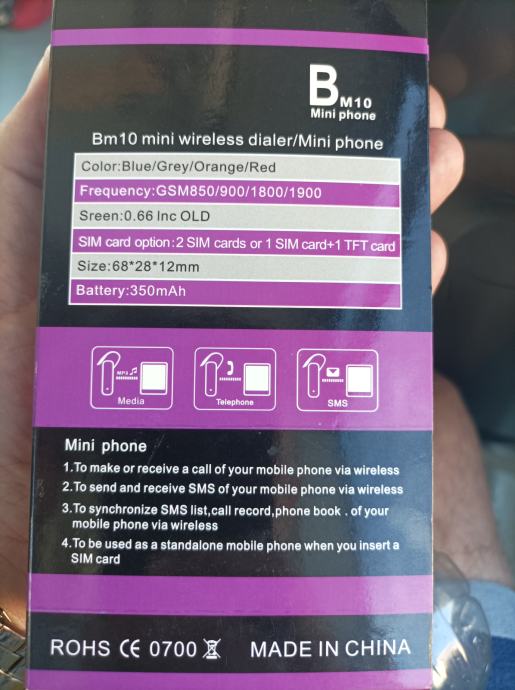 BM10
Mini phone
Bm10 mini wireless dialer/Mini phone
Color:Blue/Grey/Orange/Red
Frequency:GSM850/900/1800/1900
Sreen:0.66 Inc OLD
SIM card option:2 SIM cards or 1 SIM card+1 TFT card
Size:68*28*12mm
Battery:350mAh
MP3
Media
Telephone
SMS
Mini phone
1.To make or receive a call of your mobile phone via wireless
2.To send and receive SMS of your mobile phone via wireless
3.To synchronize SMS list,call record,phone book . of your
mobile phone via wireless
4.To be used as a standalone mobile phone when you insert a
SIM card
ROHS CE 0700 MADE IN CHINA